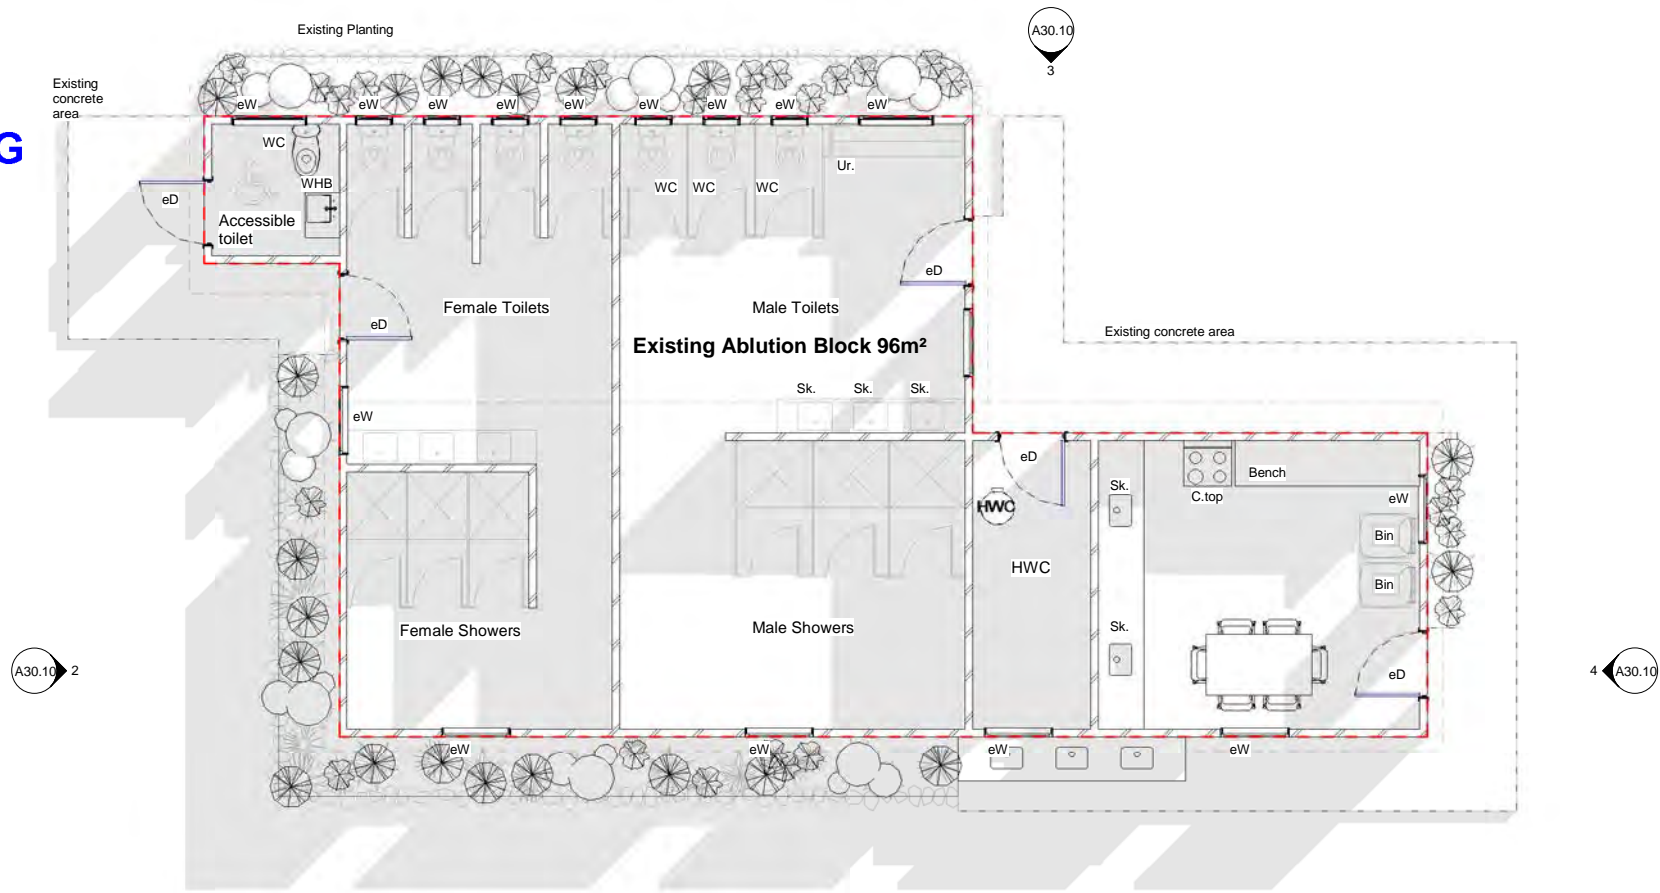 Existing Planting
A30.10
3
Existing
concrete
area
G
eW
eW
eW
eW
eW
eW
eW
eW
eW
WC
WHB
eD
Accessible
toilet
WC
WC
WC
Ur.
eD
Female Toilets
Male Toilets
eD
Existing concrete area
Existing Ablution Block 96m²
Sk.
Sk.
Sk.
eW
eD
Sk.
C.top
Bench
eW
HWC
Bin
HWC
Bin
Female Showers
Male Showers
Sk.
eD
A30.10
2
4
A30.10
eW
eW
eW
eW